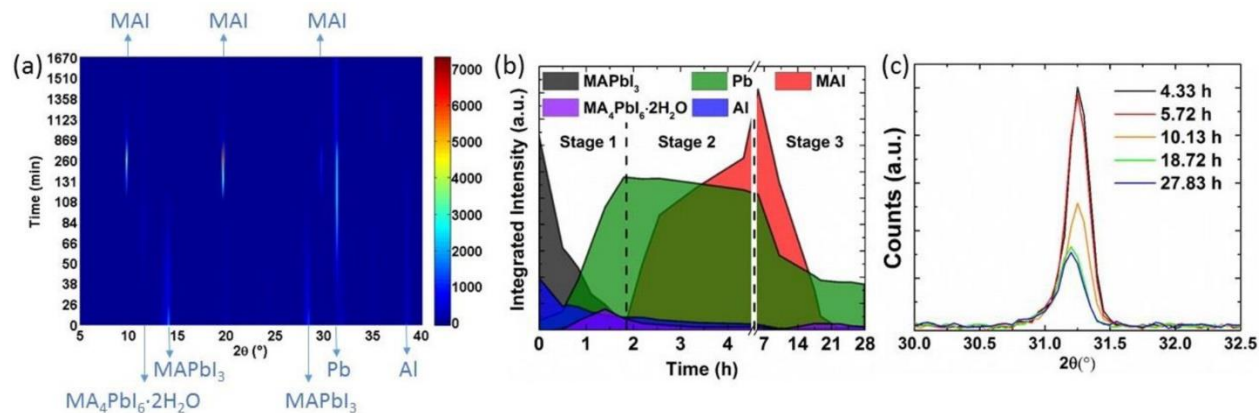 MAI MAI MAI
(a)
1670
1510
1358
1123
869
260
131
108
84
66
50
38
26
0
Time (min)
5 10 15 20 25 30 35 40
2θ (°)
7000
6000
5000
4000
3000
2000
1000
0
MAPbI₃ Pb Al
MA₄PbI₆·2H₂O MAPbI₃
(b)
MAPbI₃ Pb MAI
MA₄PbI₆·2H₂O Al
Stage 1 Stage 2 Stage 3
Integrated Intensity (a.u.)
0 1 2 3 4 7 14 21 28
Time (h)
(c)
4.33 h
5.72 h
10.13 h
18.72 h
27.83 h
Counts (a.u.)
30.0 30.5 31.0 31.5 32.0 32.5
2θ(°)